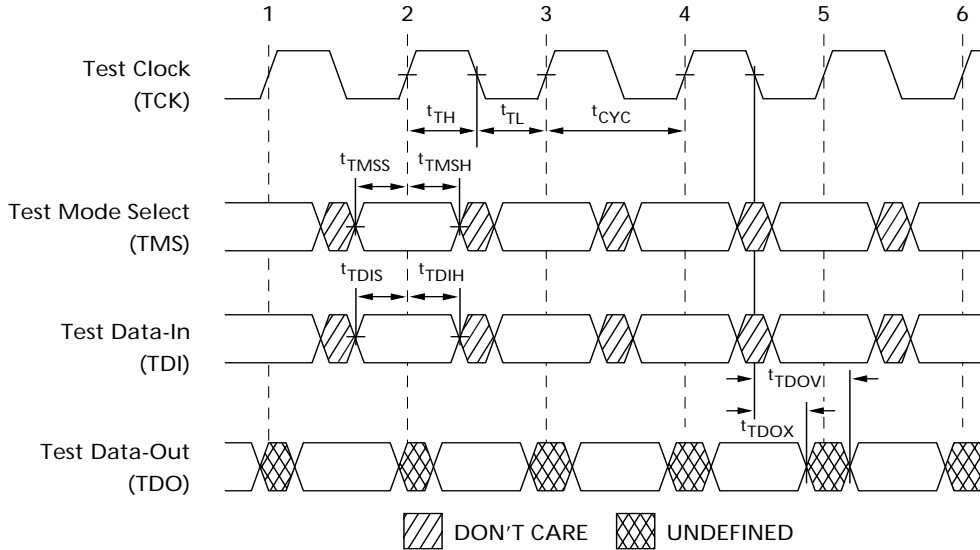 1 2 3 4 5 6
Test Clock
(TCK)
tTH tTL tCYC
tTMSS tTMSH
Test Mode Select
(TMS)
tTDIS tTDIH
Test Data-In
(TDI)
tTDOV
tTDOX
Test Data-Out
(TDO)
DON'T CARE UNDEFINED